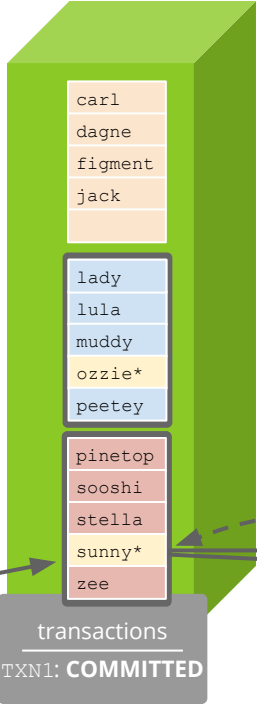 carl
dagne
figment
jack
lady
lula
muddy
ozzie*
peetey
pinetop
sooshi
stella
sunny*
zee
transactions
TXN1: COMMITTED